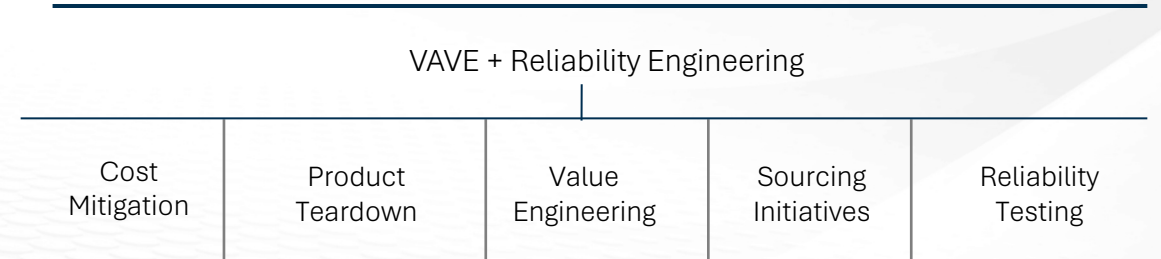 VAVE + Reliability Engineering
Cost
Mitigation
Product
Teardown
Value
Engineering
Sourcing
Initiatives
Reliability
Testing